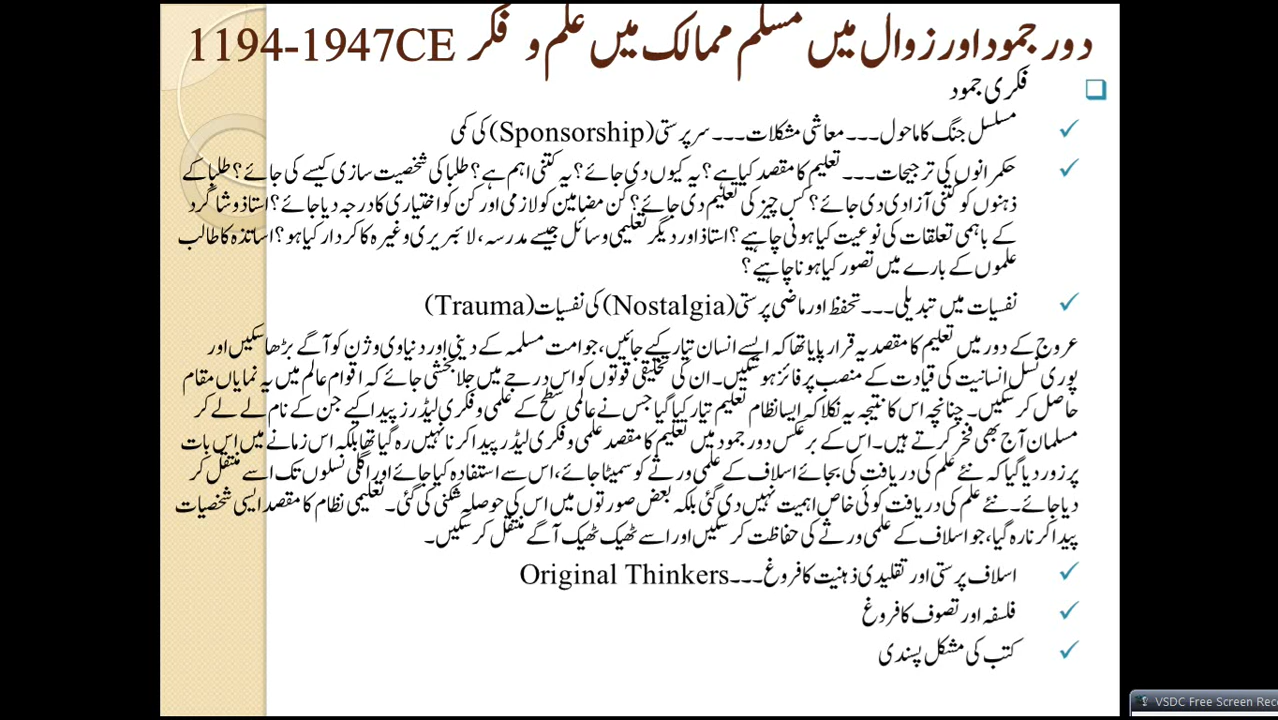 دور جمود اور زوال میں مسلم ممالک میں علم و فکر 1194-1947CE
فکری جمود
مسلسل جنگ کا ماحول۔۔۔ معاشی مشکلات۔۔۔ سرپرستی (Sponsorship) کی کمی
حکمرانوں کی ترجیحات۔۔۔ تعلیم کا مقصد کیا ہے؟ یہ کیوں دی جائے؟ یہ کتنی اہم ہے؟ طلبا کی شخصیت سازی کیسے کی جائے؟ طلبا کے
ذہنوں کو کتنی آزادی دی جائے؟ کس چیز کی تعلیم دی جائے؟ کن مضامین کو لازمی اور کن کو اختیاری کا درجہ دیا جائے؟ استاذ و شاگرد
کے باہمی تعلقات کی نوعیت کیا ہونی چاہیے؟ استاذ اور دیگر تعلیمی وسائل جیسے مدرسہ، لائبریری وغیرہ کا کردار کیا ہو؟ اساتذہ کا طالب
علموں کے بارے میں تصور کیا ہونا چاہیے؟
نفسیات میں تبدیلی۔۔۔ تحفظ اور ماضی پرستی (Nostalgia) کی نفسیات (Trauma)
عروج کے دور میں تعلیم کا مقصد یہ قرار پایا تھا کہ ایسے انسان تیار کیے جائیں، جو امت مسلمہ کے دینی اور دنیاوی وژن کو آگے بڑھا سکیں اور
پوری نسل انسانیت کی قیادت کے منصب پر فائز ہو سکیں۔ ان کی تخلیقی قوتوں کو اس درجے میں جلا بخشی جائے کہ اقوام عالم میں یہ نمایاں مقام
حاصل کر سکیں۔ چنانچہ اس کا نتیجہ یہ نکلا کہ ایسا نظام تعلیم تیار کیا گیا جس نے عالمی سطح کے علمی و فکری لیڈرز پیدا کیے جن کے نام لے لے کر
مسلمان آج بھی فخر کرتے ہیں۔ اس کے برعکس دور جمود میں تعلیم کا مقصد علمی و فکری لیڈر پیدا کرنا نہیں رہ گیا تھا بلکہ اس زمانے میں اس بات
پر زور دیا گیا کہ نئے علم کی دریافت کی بجائے اسلاف کے علمی ورثے کو سمیٹا جائے، اس سے استفادہ کیا جائے اور اگلی نسلوں تک اسے منتقل کر
دیا جائے۔ نئے علم کی دریافت کو ئی خاص اہمیت نہیں دی گئی بلکہ بعض صورتوں میں اس کی حوصلہ شکنی کی گئی۔ تعلیمی نظام کا مقصد ایسی شخصیات
پیدا کرنا رہ گیا، جو اسلاف کے علمی ورثے کی حفاظت کر سکیں اور اسے ٹھیک ٹھیک آگے منتقل کر سکیں۔
اسلاف پرستی اور تقلیدی ذہنیت کا فروغ۔۔۔ Original Thinkers
فلسفہ اور تصوف کا فروغ
کتب کی مشکل پسندی
VSDC Free Screen Rec